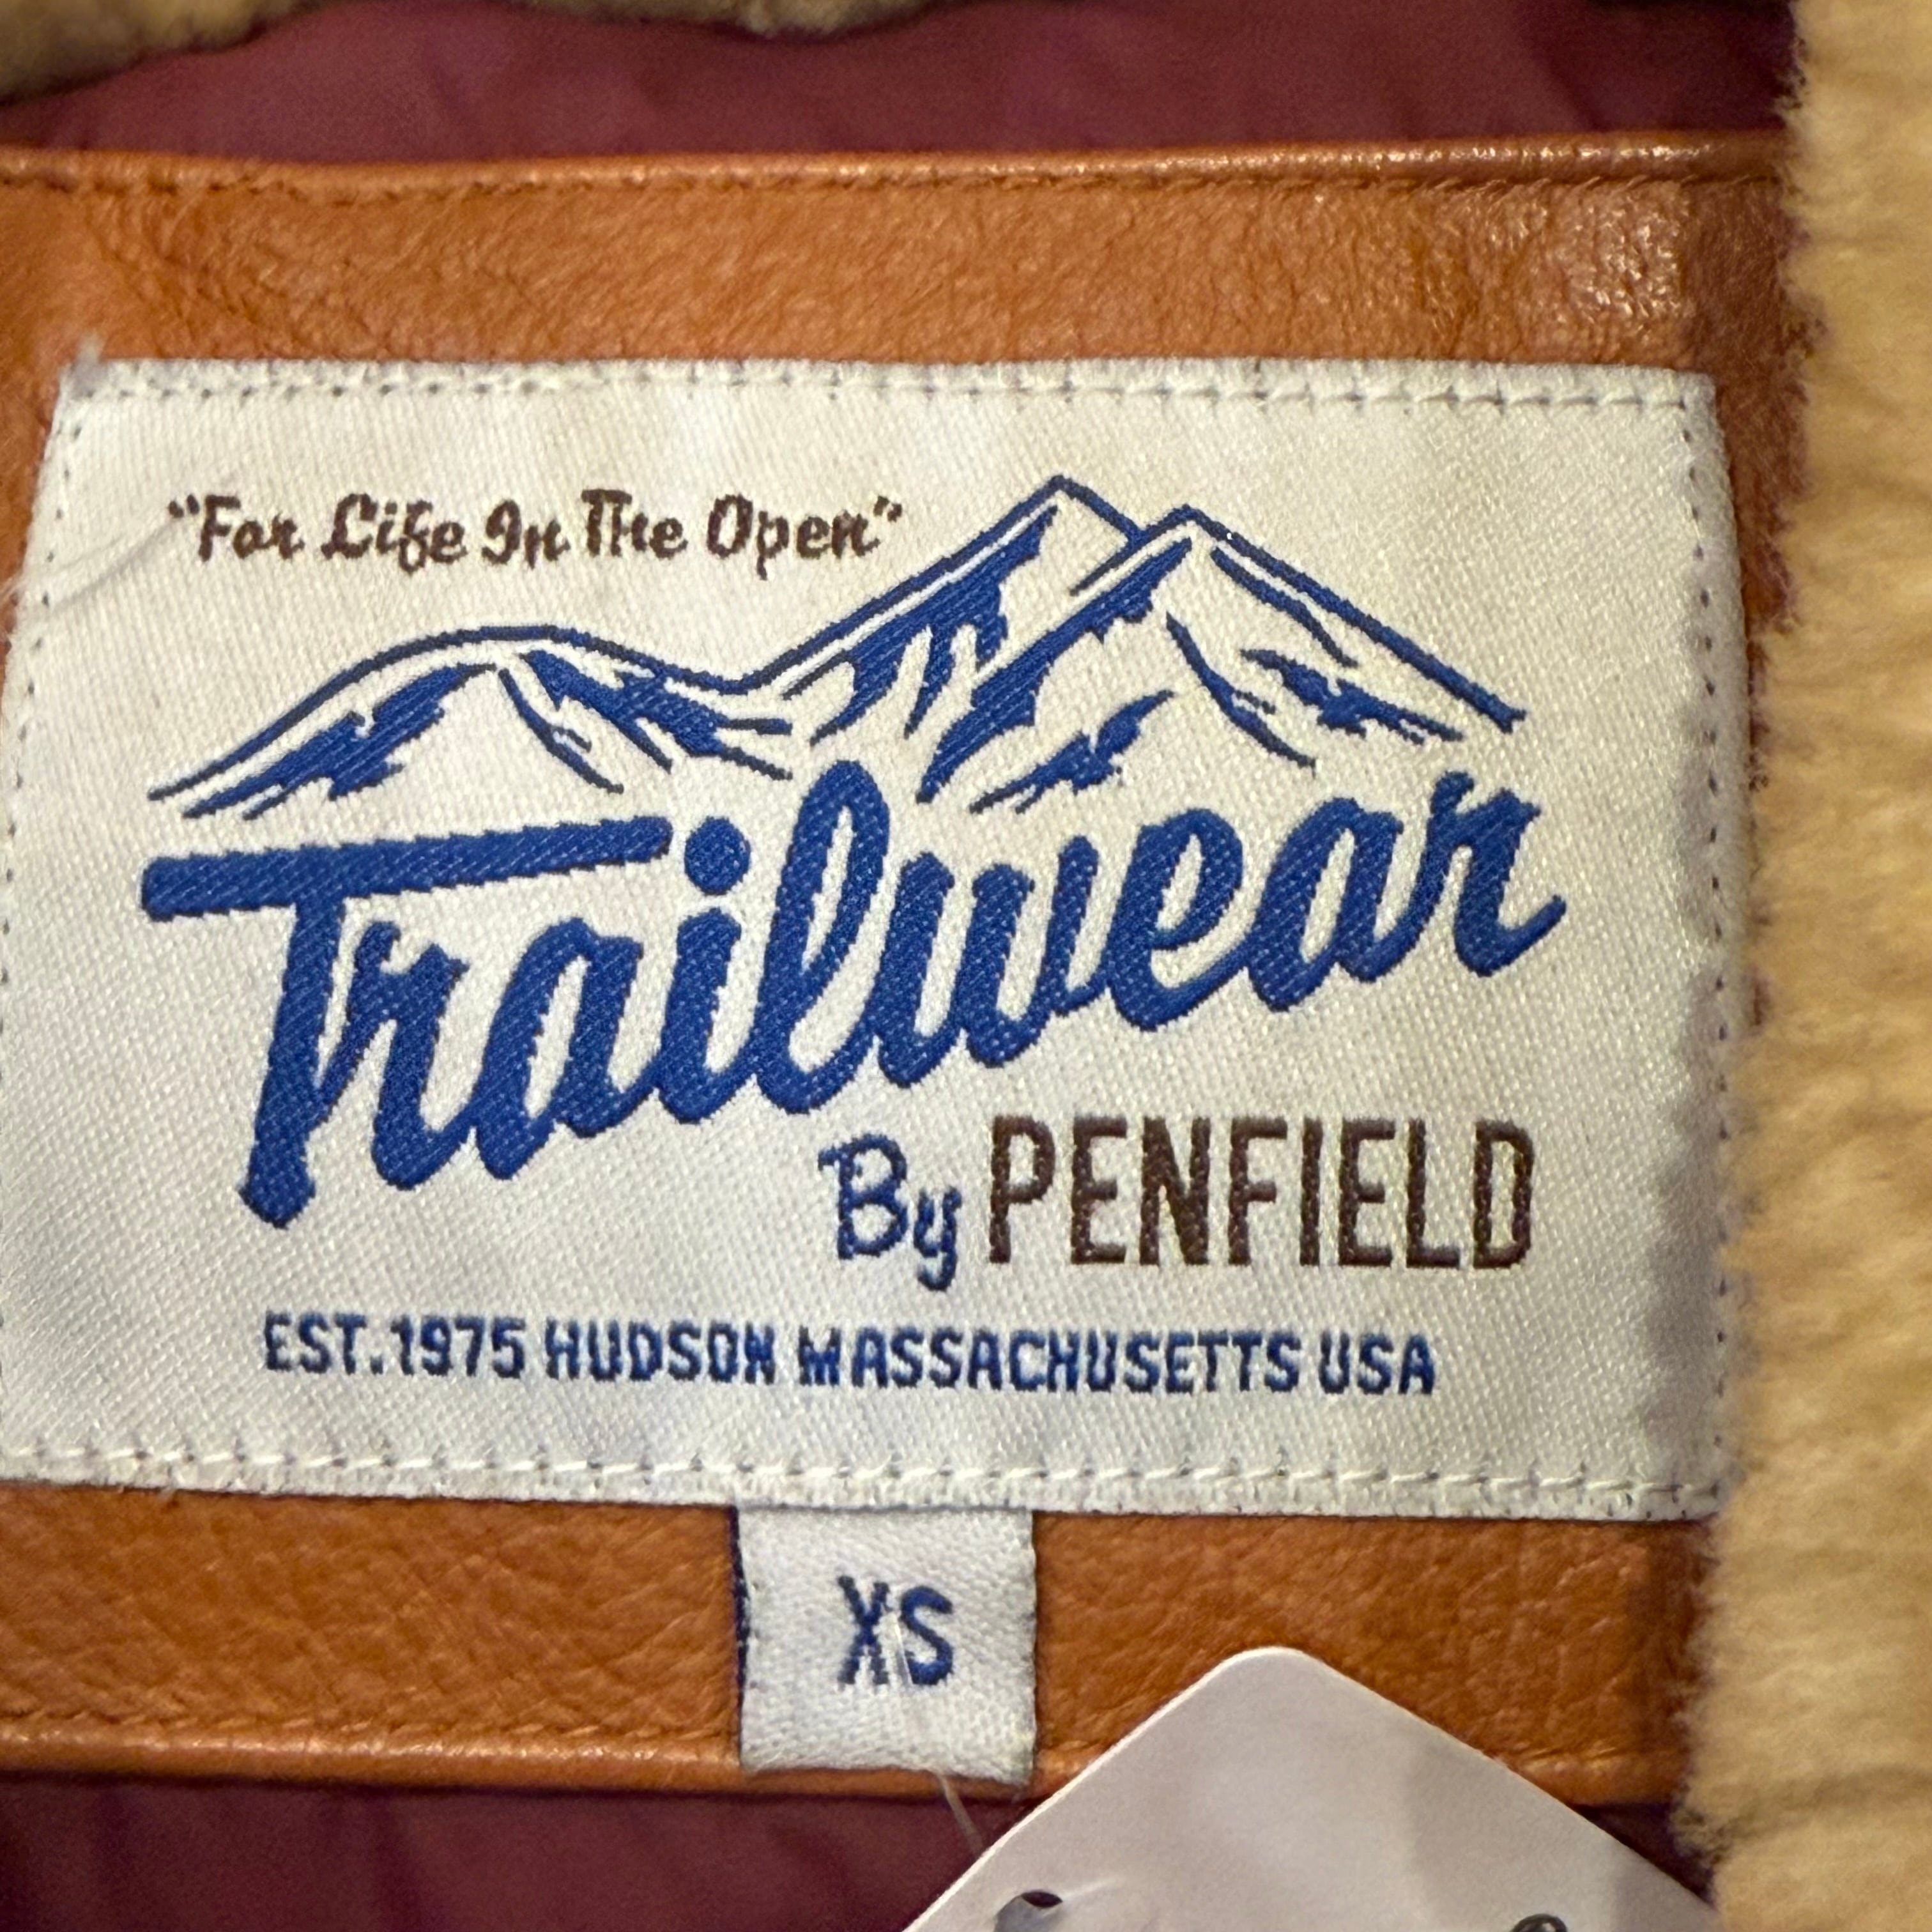 "For Life In The Open"
Trailwear
By PENFIELD
EST.1975 HUDSON MASSACHUSETTS USA
XS